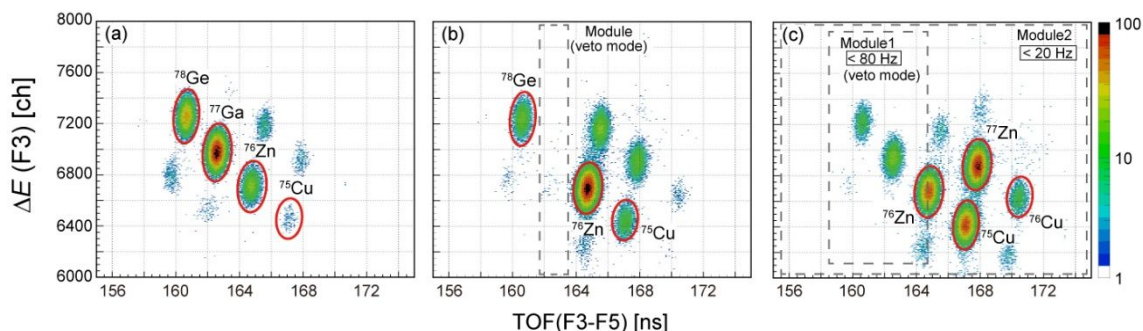 (a)
(b)
(c)
8000
7600
7200
6800
6400
6000
ΔE (F3) [ch]
⁷⁸Ge
⁷⁷Ga
⁷⁶Zn
⁷⁵Cu
156 160 164 168 172
Module
(veto mode)
⁷⁸Ge
⁷⁶Zn
⁷⁵Cu
156 160 164 168 172
Module1
< 80 Hz
(veto mode)
Module2
< 20 Hz
⁷⁷Zn
⁷⁶Zn
⁷⁵Cu
⁷⁶Cu
156 160 164 168 172
TOF(F3-F5) [ns]
100
10
1